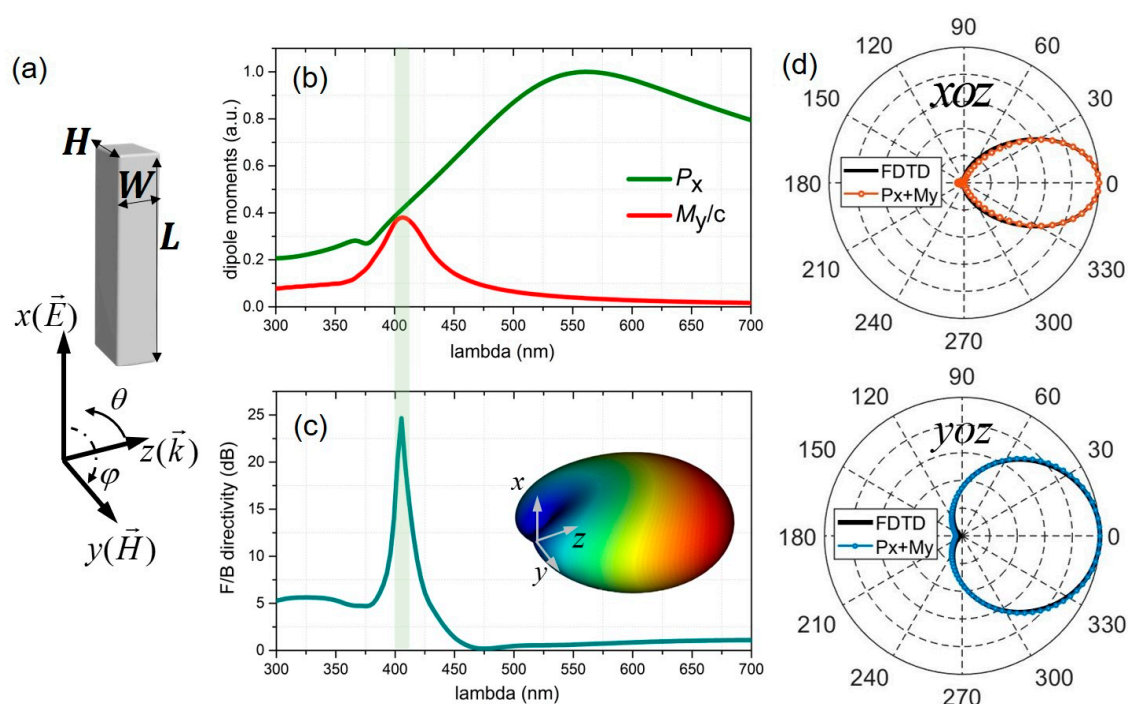 (a)
H
W
L
x(E⃗)
θ
z(k⃗)
φ
y(H⃗)
(b)
dipole moments (a.u.)
1.0
0.8
0.6
0.4
0.2
0.0
Px
My/c
300 350 400 450 500 550 600 650 700
lambda (nm)
(c)
F/B directivity (dB)
25
20
15
10
5
0
x
z
y
300 350 400 450 500 550 600 650 700
lambda (nm)
(d)
90
120 60
150 30
xoz
FDTD
Px+My
180 0
210 330
240 300
270
90
120 60
150 30
yoz
FDTD
Px+My
180 0
210 330
240 300
270